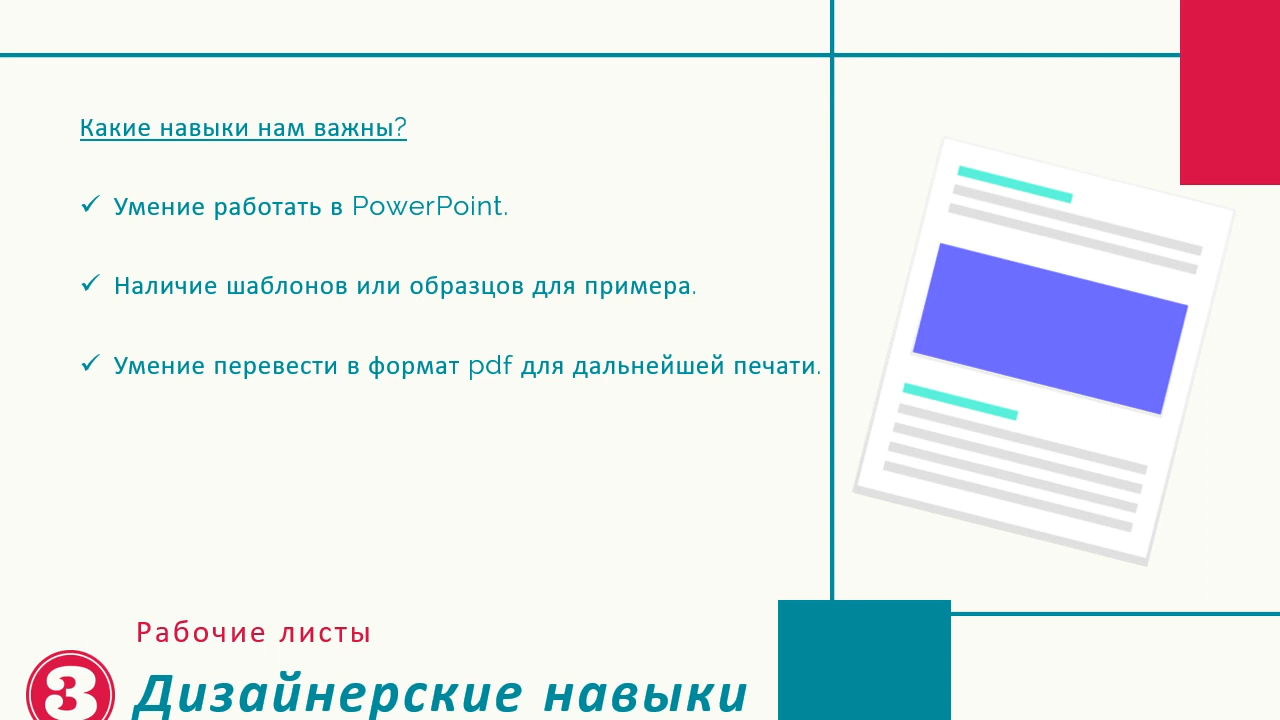 Какие навыки нам важны?
✓ Умение работать в PowerPoint.
✓ Наличие шаблонов или образцов для примера.
✓ Умение перевести в формат pdf для дальнейшей печати.
Рабочие листы
3 Дизайнерские навыки